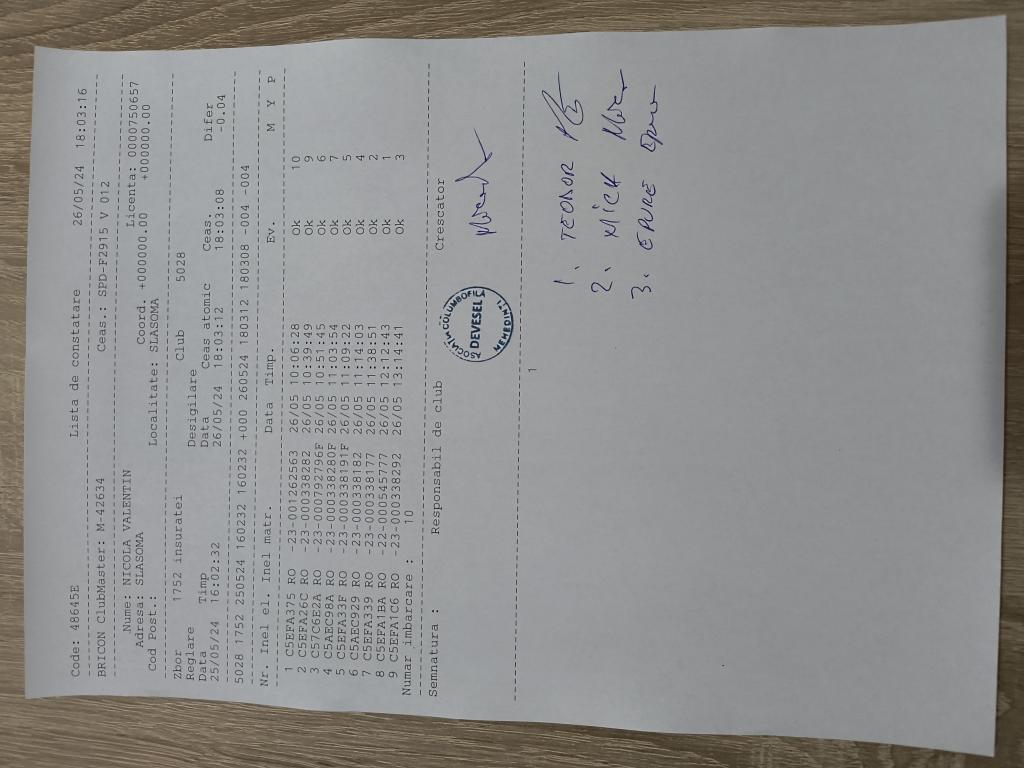 Code: 48645E Lista de constatare 26/05/24 18:03:16
BRICON ClubMaster: M-42634 Ceas.: SPD-F2915 V 012
Nume: NICOLA VALENTIN Licenta: 0000750657
Adresa: SLASOMA Coord. +0000000.00 +0000000.00
Cod Post.: Localitate: SLASOMA
Zbor 1752 insuratei Club 5028
Reglare Desigilare
Data Timp Data Ceas atomic Ceas. Difer
25/05/24 16:02:32 26/05/24 18:03:12 18:03:08 0.04
5028 1752 250524 160232 160232 +000 260524 180312 180308 -004 -004
Nr. Inel el. Inel matr. Data Timp. Ev. M Y P
1 C5EFA375 RO -23-001262563 26/05 10:06:28 Ok 10
2 C5EFA26C RO -23-000338282 26/05 10:39:49 Ok 9
3 C57C6E2A RO -23-000792796F 26/05 10:51:45 Ok 6
4 C5AEC98A RO -23-000338280F 26/05 11:03:54 Ok 7
5 C5EFA33F RO -23-000338191F 26/05 11:09:22 Ok 5
6 C5AEC929 RO -23-000338182 26/05 11:14:03 Ok 4
7 C5EFA339 RO -23-000338177 26/05 11:38:51 Ok 2
8 C5EFA1BA RO -22-000545777 26/05 12:12:43 Ok 1
9 C5EFA1C6 RO -23-000338292 26/05 13:14:41 Ok 3
Numar imbarcare : 10
Semnatura : Responsabil de club Crescator
ASOCIAȚIA COLUMBOFILĂ
DEVESEL
MEHEDINȚI
1
1. TEODOR
2. MICH
3. EPURE